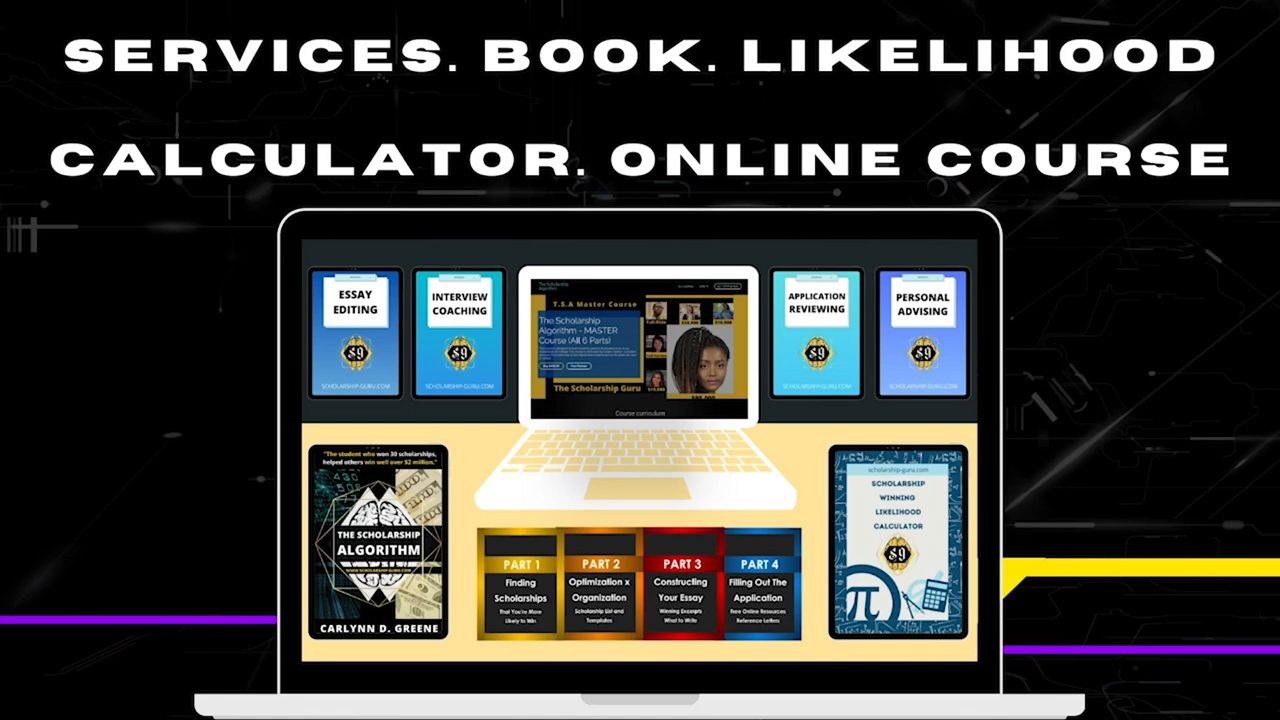 SERVICES. BOOK. LIKELIHOOD
CALCULATOR. ONLINE COURSE
ESSAY
EDITING
SCHOLARSHIP-GURU.COM
INTERVIEW
COACHING
SCHOLARSHIP-GURU.COM
T.S.A Master Course
The Scholarship
Algorithm - MASTER
Course (All 6 Parts)
The Scholarship Guru
Course curriculum
APPLICATION
REVIEWING
SCHOLARSHIP-GURU.COM
PERSONAL
ADVISING
SCHOLARSHIP-GURU.COM
"The student who won 30 scholarships,
helped others win well over $2 million."
THE SCHOLARSHIP
ALGORITHM
WWW.SCHOLARSHIP-GURU.COM
CARLYNN D. GREENE
PART 1
Finding
Scholarships
That You're More
Likely to Win
PART 2
Optimization x
Organization
Scholarship List and
Templates
PART 3
Constructing
Your Essay
Winning Excerpts
What to Write
PART 4
Filling Out The
Application
Free Online Resources
Reference Letters
scholarship-guru.com
SCHOLARSHIP
WINNING
LIKELIHOOD
CALCULATOR